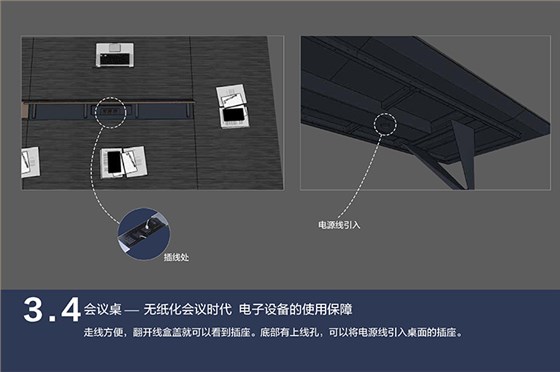 电源线引入
插线处
3.4 会议桌 — 无纸化会议时代 电子设备的使用保障
走线方便，翻开线盒盖就可以看到插座。底部有上线孔，可以将电源线引入桌面的插座。